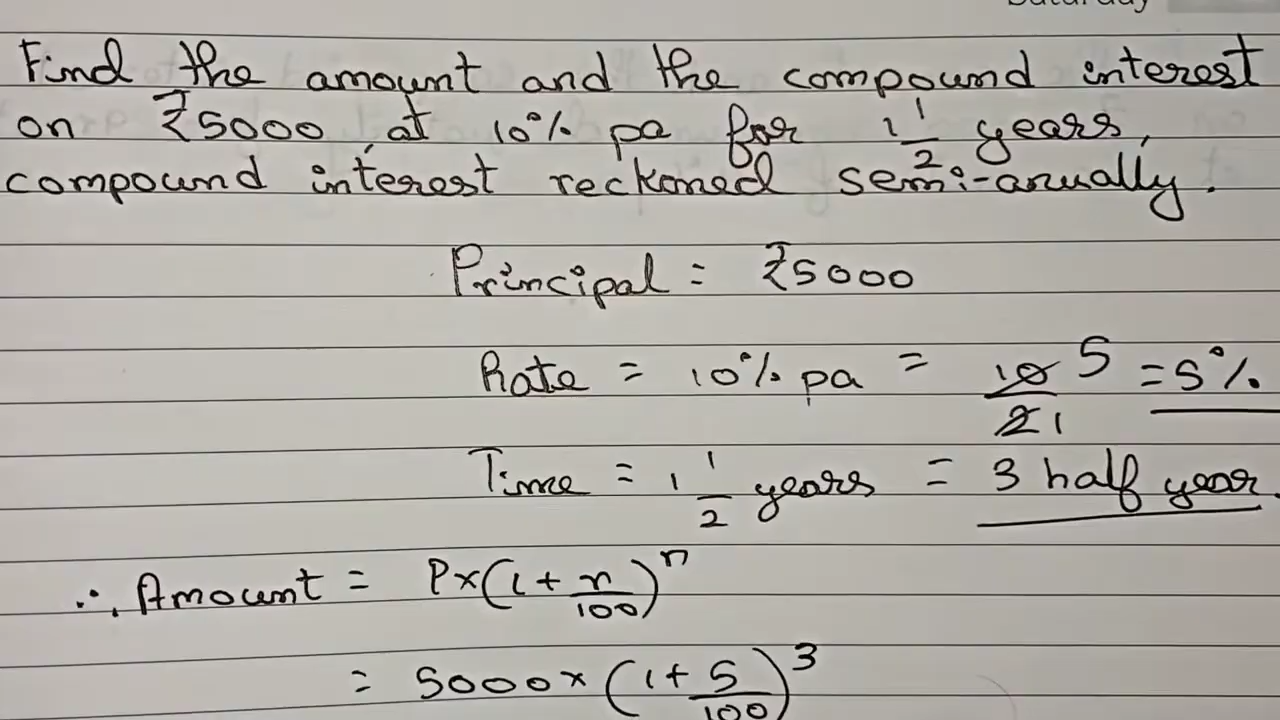 Saturday
Find the amount and the compound interest
on ₹5000 at 10% pa for 1 1/2 years,
compound interest reckoned semi-anually.
Principal = ₹5000
Rate = 10% pa = 10/2 5/1 = 5%
Time = 1 1/2 years = 3 half year.
∴ Amount = P×(1 + r/100)^n
= 5000 × (1 + 5/100)^3